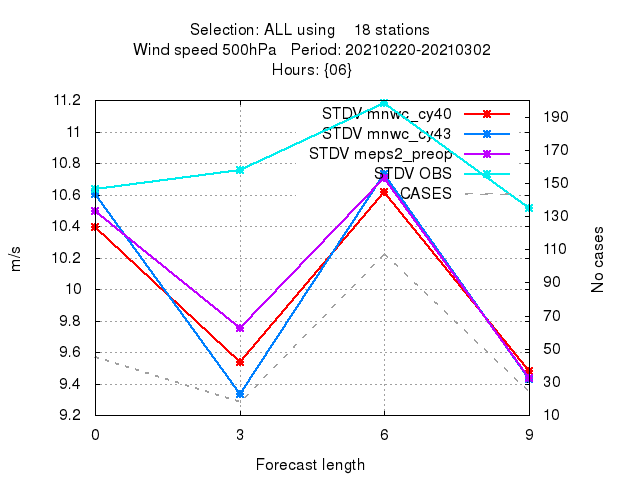 Selection: ALL using 18 stations
Wind speed 500hPa Period: 20210220-20210302
Hours: {06}
11.2
11
10.8
10.6
10.4
10.2
10
9.8
9.6
9.4
9.2
m/s
STDV mnwc_cy40
STDV mnwc_cy43
STDV meps2_preop
STDV OBS
CASES
190
170
150
130
110
90
70
50
30
10
No cases
0 3 6 9
Forecast length